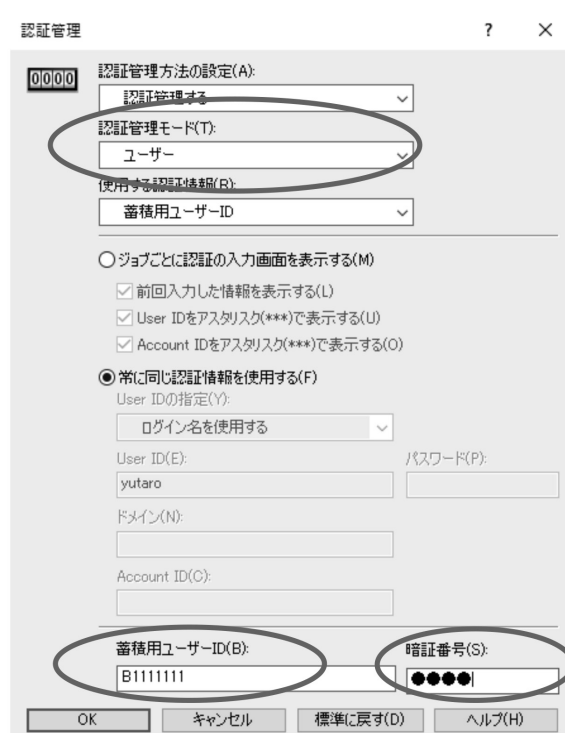 認証管理 ? ×
0000
認証管理方法の設定(A):
認証管理する
認証管理モード(T):
ユーザー
使用する認証情報(R):
蓄積用ユーザーID
ジョブごとに認証の入力画面を表示する(M)
前回入力した情報を表示する(L)
User IDをアスタリスク(***)で表示する(U)
Account IDをアスタリスク(***)で表示する(O)
常に同じ認証情報を使用する(F)
User IDの指定(Y):
ログイン名を使用する
User ID(E): パスワード(P):
yutaro
ドメイン(N):
Account ID(C):
蓄積用ユーザーID(B): 暗証番号(S):
B1111111 ●●●●
OK キャンセル 標準に戻す(D) ヘルプ(H)